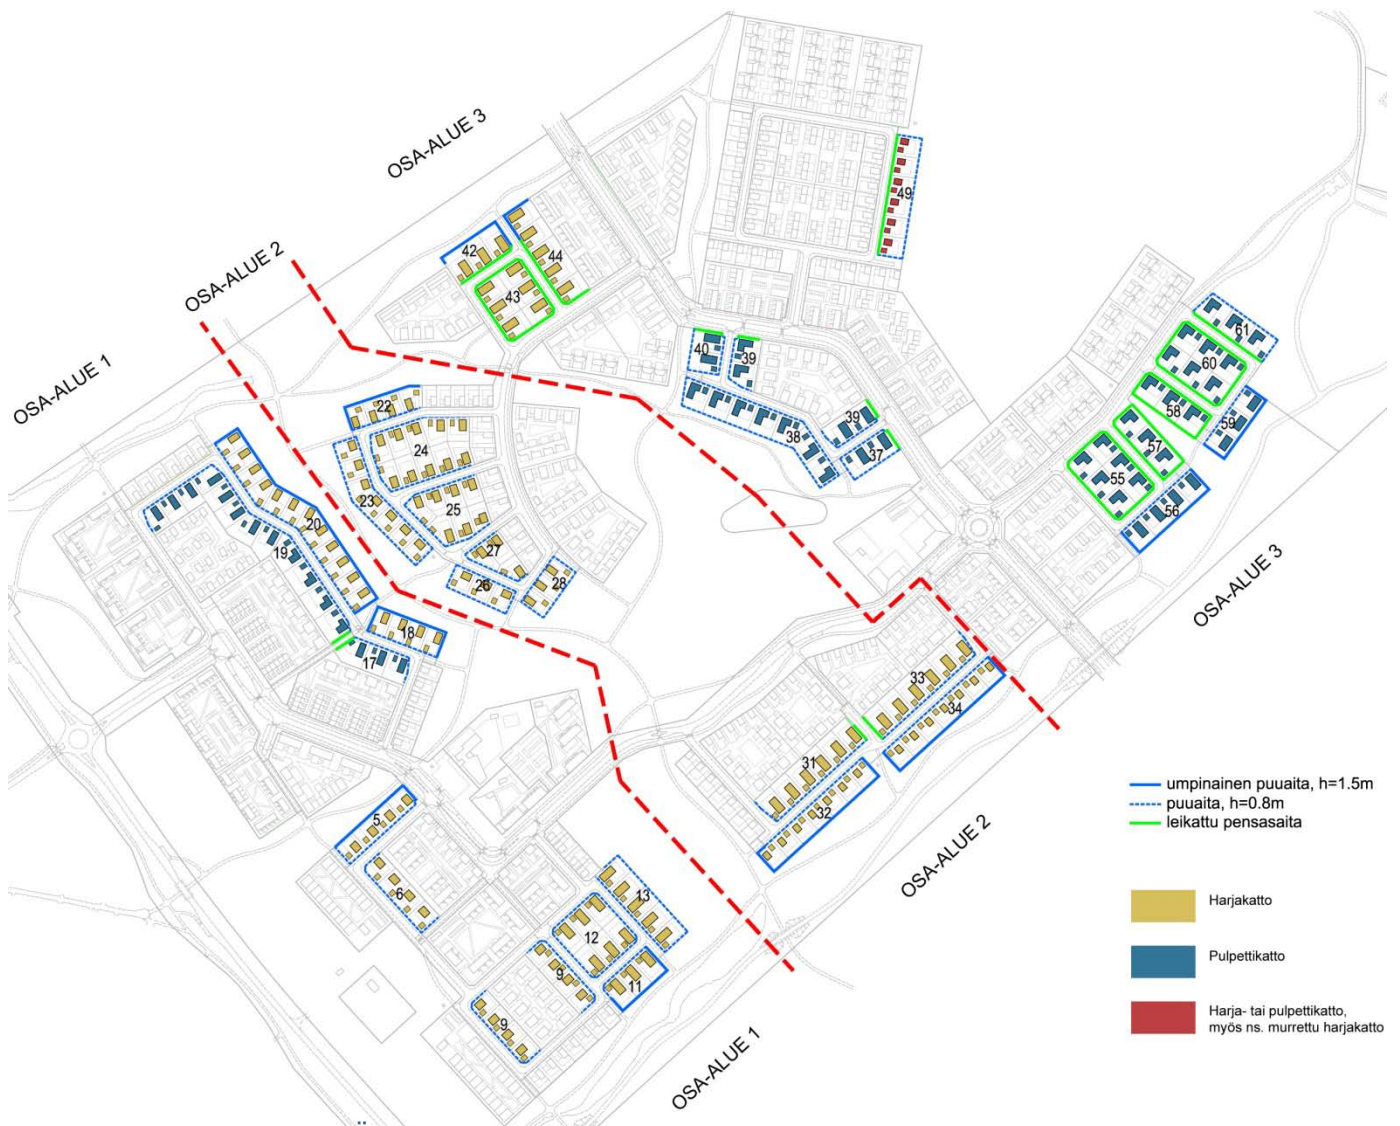 OSA-ALUE 3
OSA-ALUE 2
OSA-ALUE 1
49
42
44
43
40
39
61
60
58
59
57
55
56
39
38
37
22
24
23
25
27
26
28
20
19
18
17
33
34
31
32
5
6
13
12
9
11
9
OSA-ALUE 3
OSA-ALUE 2
OSA-ALUE 1
umpinainen puuaita, h=1.5m
puuaita, h=0.8m
leikattu pensasaita
Harjakatto
Pulpettikatto
Harja- tai pulpettikatto,
myös ns. murrettu harjakatto